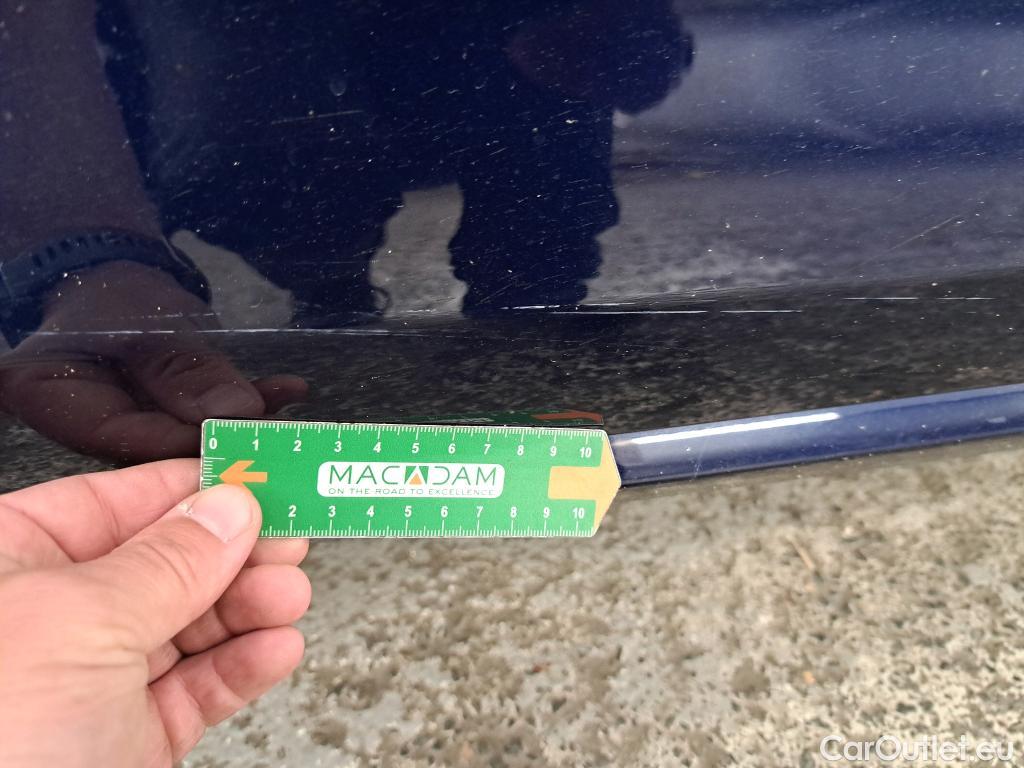 0 1 2 3 4 5 6 7 8 9 10
MACADAM
ON THE ROAD TO EXCELLENCE
2 3 4 5 6 7 8 9 10
CarOutlet.eu